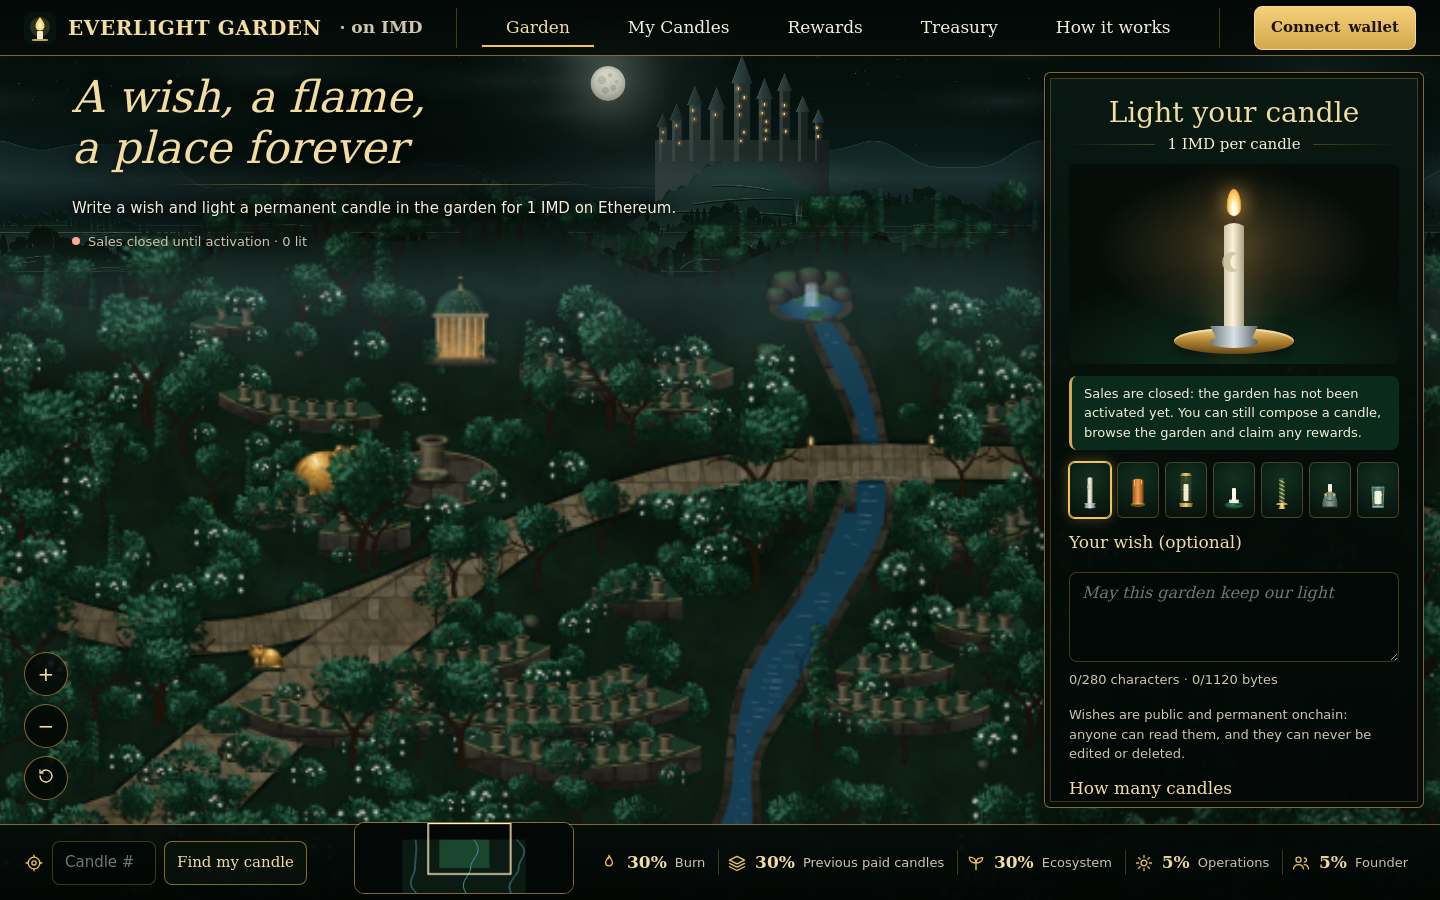 EVERLIGHT GARDEN · on IMD
Garden
My Candles
Rewards
Treasury
How it works
Connect wallet
A wish, a flame,
a place forever
Write a wish and light a permanent candle in the garden for 1 IMD on Ethereum.
Sales closed until activation · 0 lit
Light your candle
1 IMD per candle
Sales are closed: the garden has not been
activated yet. You can still compose a candle,
browse the garden and claim any rewards.
Your wish (optional)
May this garden keep our light
0/280 characters · 0/1120 bytes
Wishes are public and permanent onchain:
anyone can read them, and they can never be
edited or deleted.
How many candles
Candle #
Find my candle
30% Burn
30% Previous paid candles
30% Ecosystem
5% Operations
5% Founder